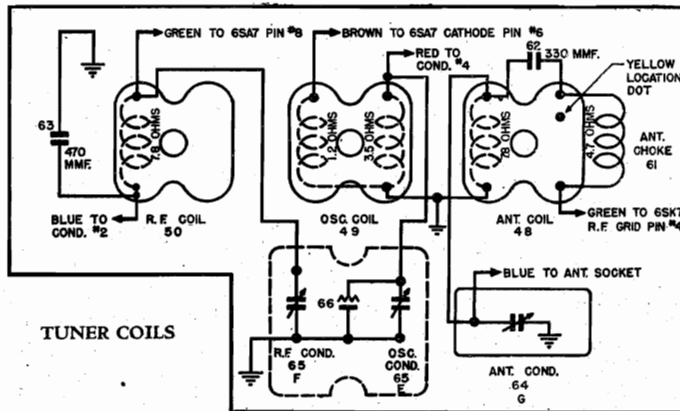 GREEN TO 6SA7 PIN #8
BROWN TO 6SA7 CATHODE PIN #6
RED TO
COND. #4
62
330 MMF.
YELLOW
LOCATION
DOT
63
470
MMF.
7.8 OHMS
1.2 OHMS
3.5 OHMS
78 OHMS
4.7 OHMS
ANT.
CHOKE
61
BLUE TO
COND. #2
R.F. COIL
50
OSC. COIL
49
ANT. COIL
48
GREEN TO 6SK7
R.F. GRID PIN #4
BLUE TO ANT. SOCKET
66
TUNER COILS
R.F. COND.
65
F
OSC.
COND.
65
E
ANT. COND.
64
G